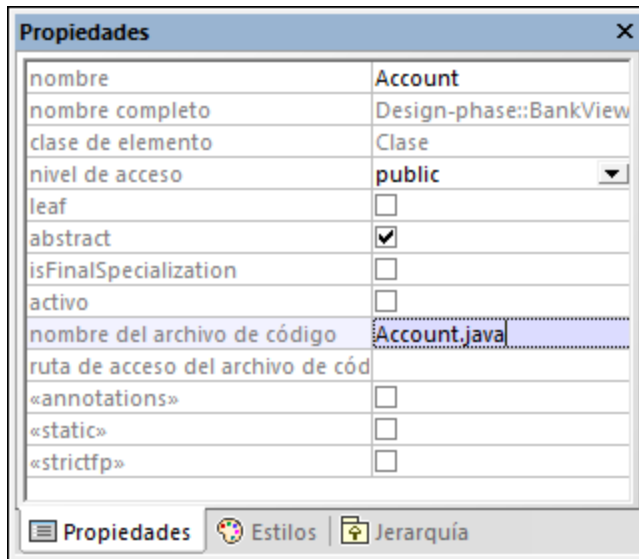 Propiedades
nombre Account
nombre completo Design-phase::BankView
clase de elemento Clase
nivel de acceso public
leaf
abstract
isFinalSpecialization
activo
nombre del archivo de código Account.java
ruta de acceso del archivo de cód
«annotations»
«static»
«strictfp»
Propiedades Estilos Jerarquía